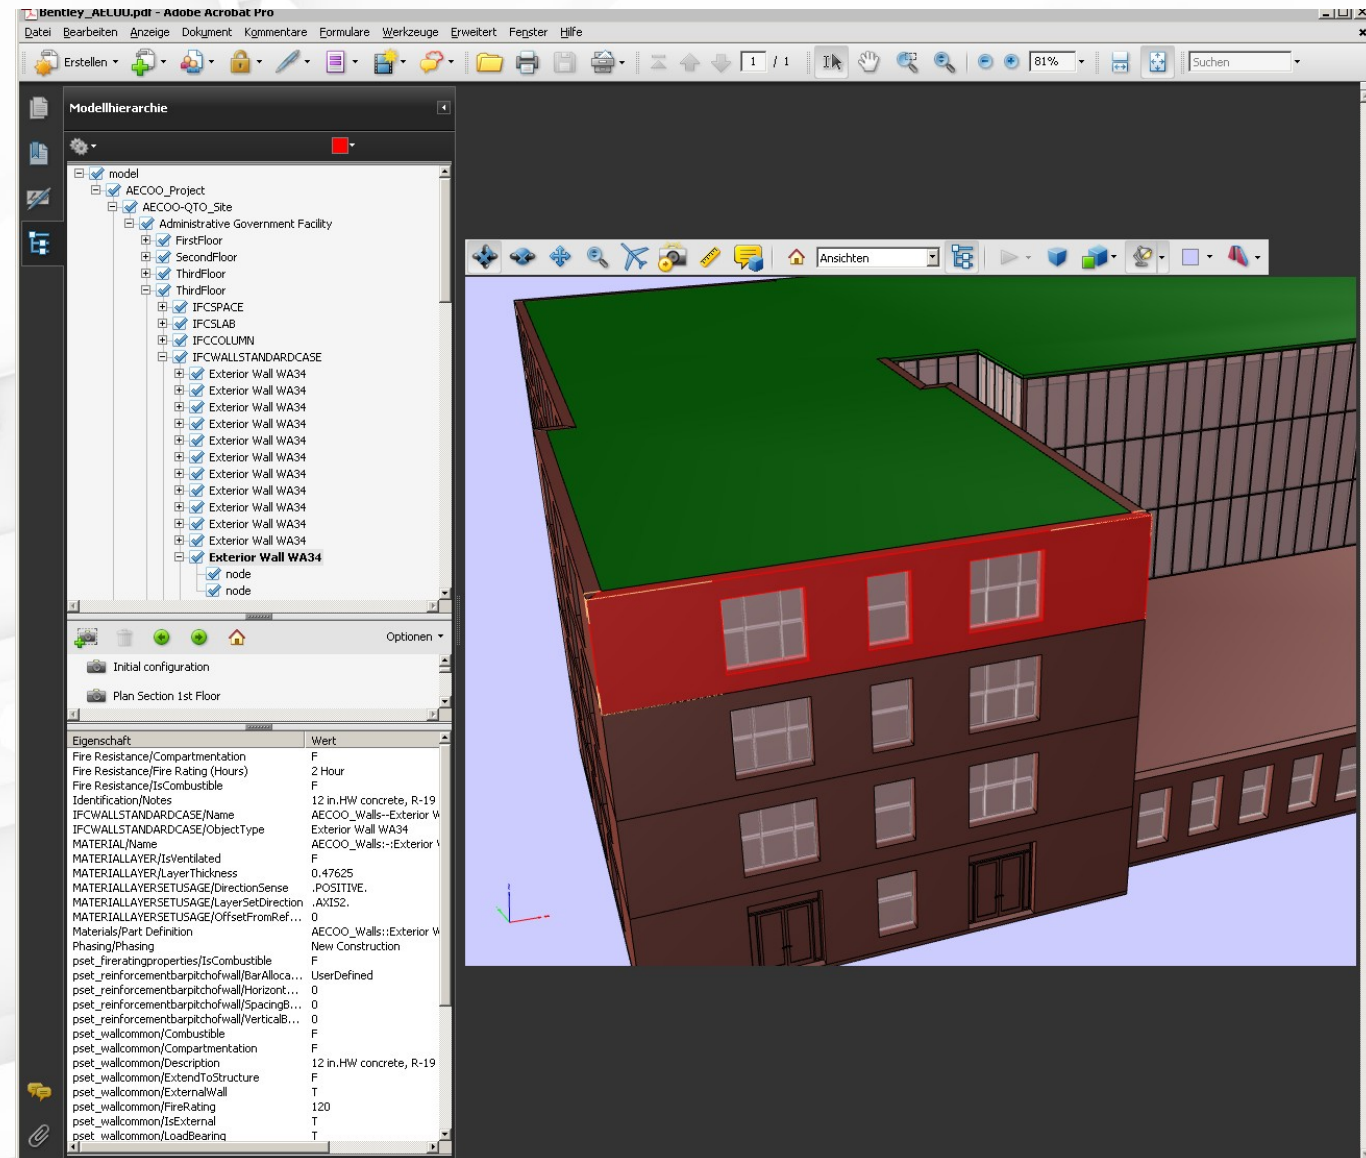 Bentley_AECOO.pdf - Adobe Acrobat Pro
Datei Bearbeiten Anzeige Dokument Kommentare Formulare Werkzeuge Erweitert Fenster Hilfe
Erstellen 1 / 1 81% Suchen
Modellhierarchie
model
AECOO_Project
AECOO-QTO_Site
Administrative Government Facility
FirstFloor
SecondFloor
ThirdFloor
ThirdFloor
IFCSPACE
IFCSLAB
IFCCOLUMN
IFCWALLSTANDARDCASE
Exterior Wall WA34
Exterior Wall WA34
Exterior Wall WA34
Exterior Wall WA34
Exterior Wall WA34
Exterior Wall WA34
Exterior Wall WA34
Exterior Wall WA34
Exterior Wall WA34
Exterior Wall WA34
Exterior Wall WA34
Exterior Wall WA34
node
node
Optionen
Initial configuration
Plan Section 1st Floor
Eigenschaft Wert
Fire Resistance/Compartmentation F
Fire Resistance/Fire Rating (Hours) 2 Hour
Fire Resistance/IsCombustible F
Identification/Notes 12 in.HW concrete, R-19
IFCWALLSTANDARDCASE/Name AECOO_Walls--Exterior W
IFCWALLSTANDARDCASE/ObjectType Exterior Wall WA34
MATERIAL/Name AECOO_Walls:-:Exterior
MATERIALLAYER/IsVentilated F
MATERIALLAYER/LayerThickness 0.47625
MATERIALLAYERSETUSAGE/DirectionSense .POSITIVE.
MATERIALLAYERSETUSAGE/LayerSetDirection .AXIS2.
MATERIALLAYERSETUSAGE/OffsetFromRef... 0
Materials/Part Definition AECOO_Walls::Exterior W
Phasing/Phasing New Construction
pset_fireratingproperties/IsCombustible F
pset_reinforcementbarpitchofwall/BarAlloca... UserDefined
pset_reinforcementbarpitchofwall/Horizont... 0
pset_reinforcementbarpitchofwall/SpacingB... 0
pset_reinforcementbarpitchofwall/VerticalB... 0
pset_wallcommon/Combustible F
pset_wallcommon/Compartmentation F
pset_wallcommon/Description 12 in.HW concrete, R-19
pset_wallcommon/ExtendToStructure F
pset_wallcommon/ExternalWall T
pset_wallcommon/FireRating 120
pset_wallcommon/IsExternal T
pset_wallcommon/LoadBearing T
Ansichten